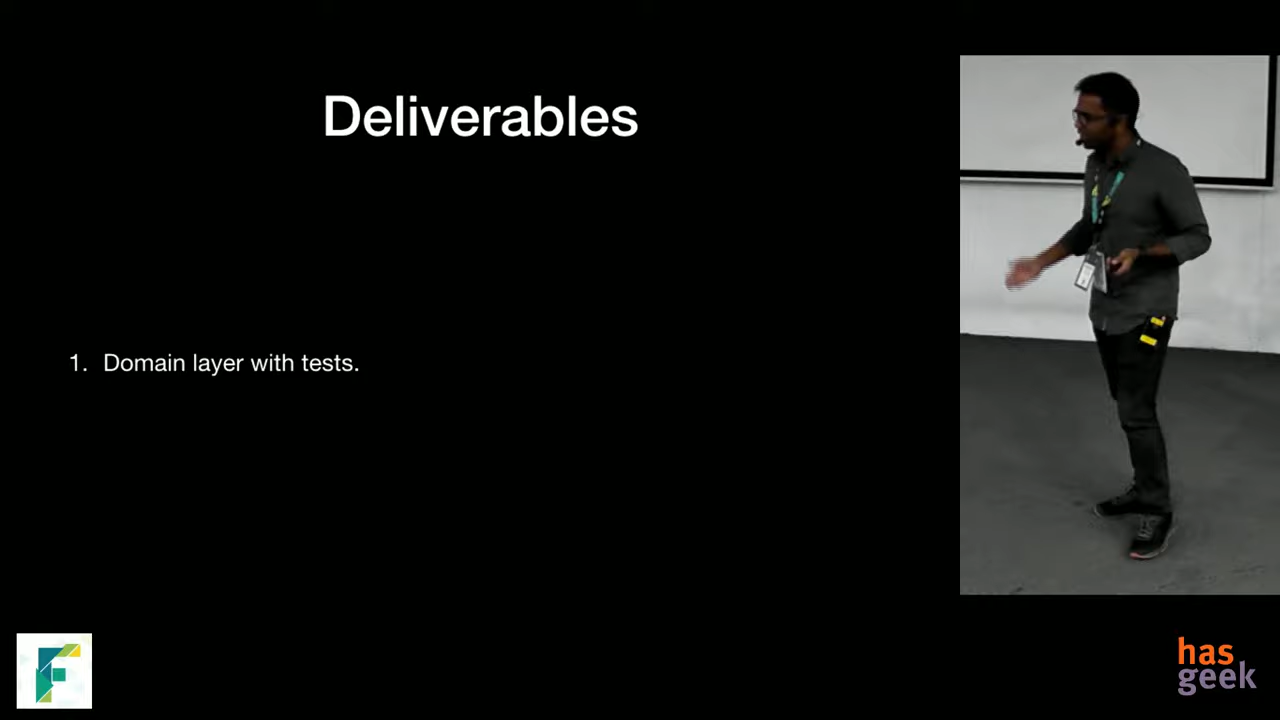 Deliverables
1. Domain layer with tests.
F
has
geek